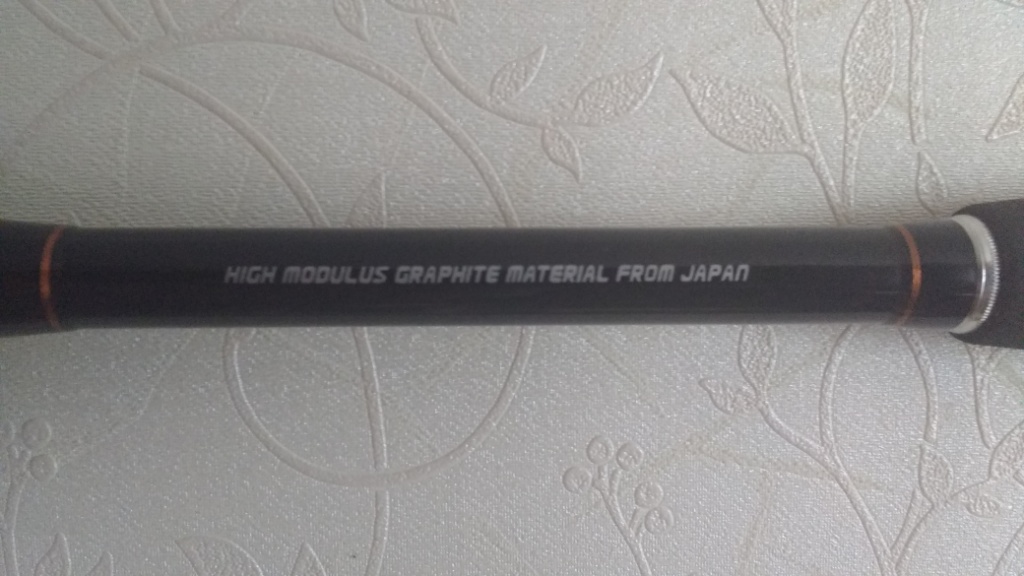 HIGH MODULUS GRAPHITE MATERIAL FROM JAPAN